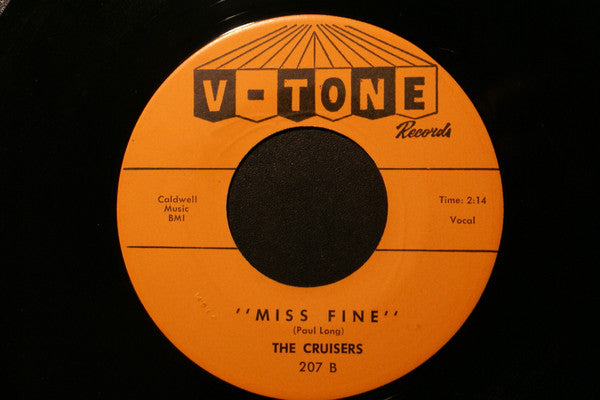 V-TONE
Records
Caldwell
Music
BMI
Time: 2:14
Vocal
"MISS FINE"
(Paul Long)
THE CRUISERS
207 B